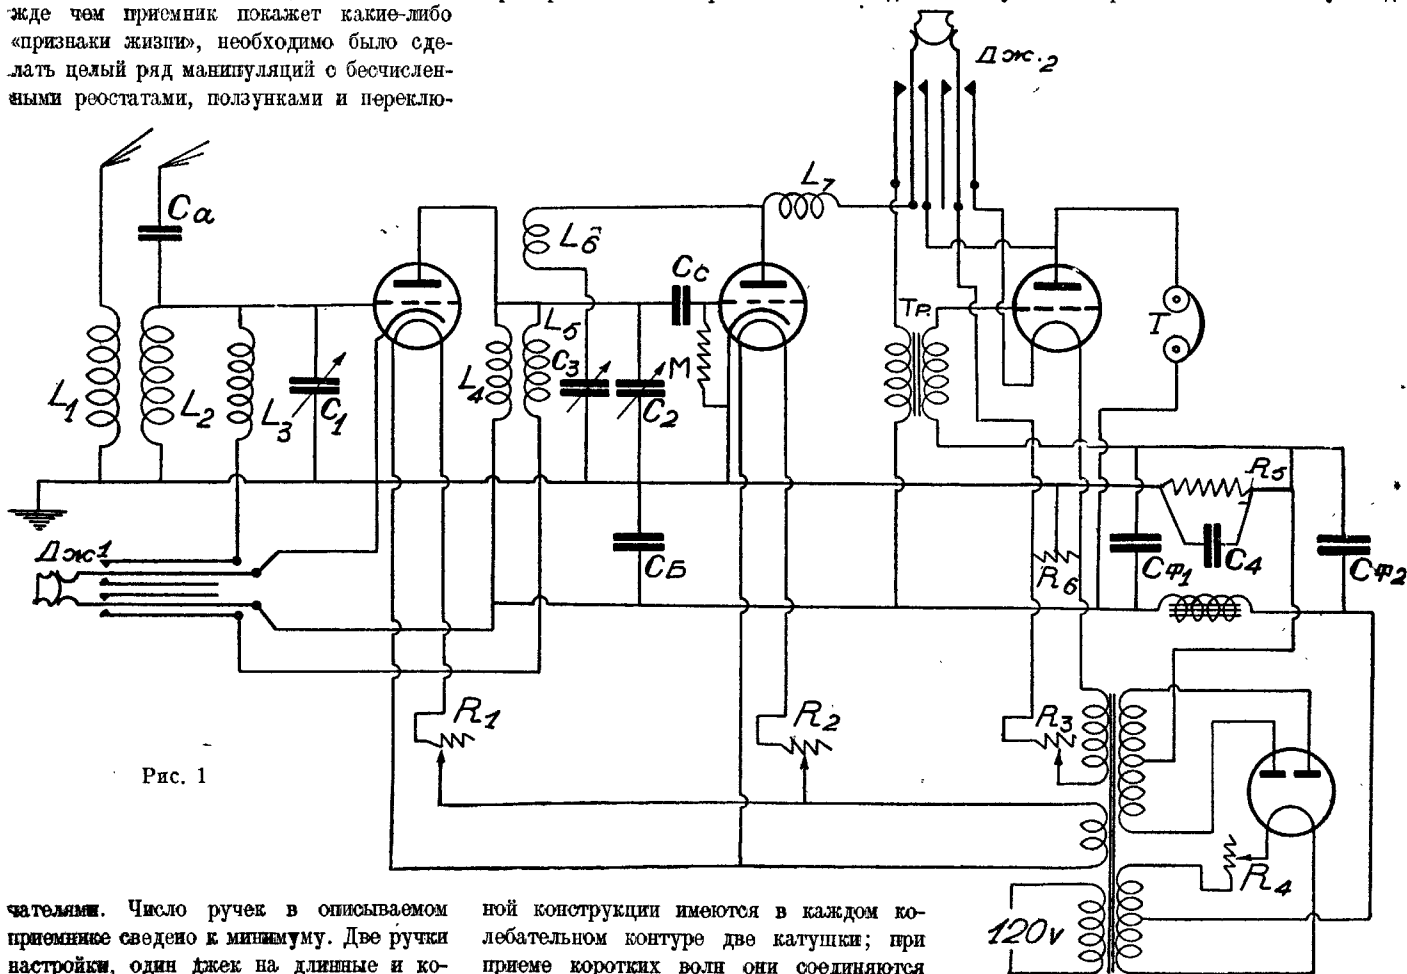 жде чем приемник покажет какие-либо
«признаки жизни», необходимо было сде-
лать целый ряд манипуляций с бесчислен-
ными реостатами, ползунками и переклю-
Дж.2
L7
Cа
L6
Cс
Тр.
Т
L5
C3
М
L1
L2
L3
C1
L4
C2
R5
Дж1
CБ
R6
Cф1
C4
Cф2
R1
R2
R3
Рис. 1
R4
120v
чателями. Число ручек в описываемом
приемнике сведено к минимуму. Две ручки
настройки, один джек на длинные и ко-
ной конструкции имеются в каждом ко-
лебательном контуре две катушки; при
приеме коротких волн они соединяются